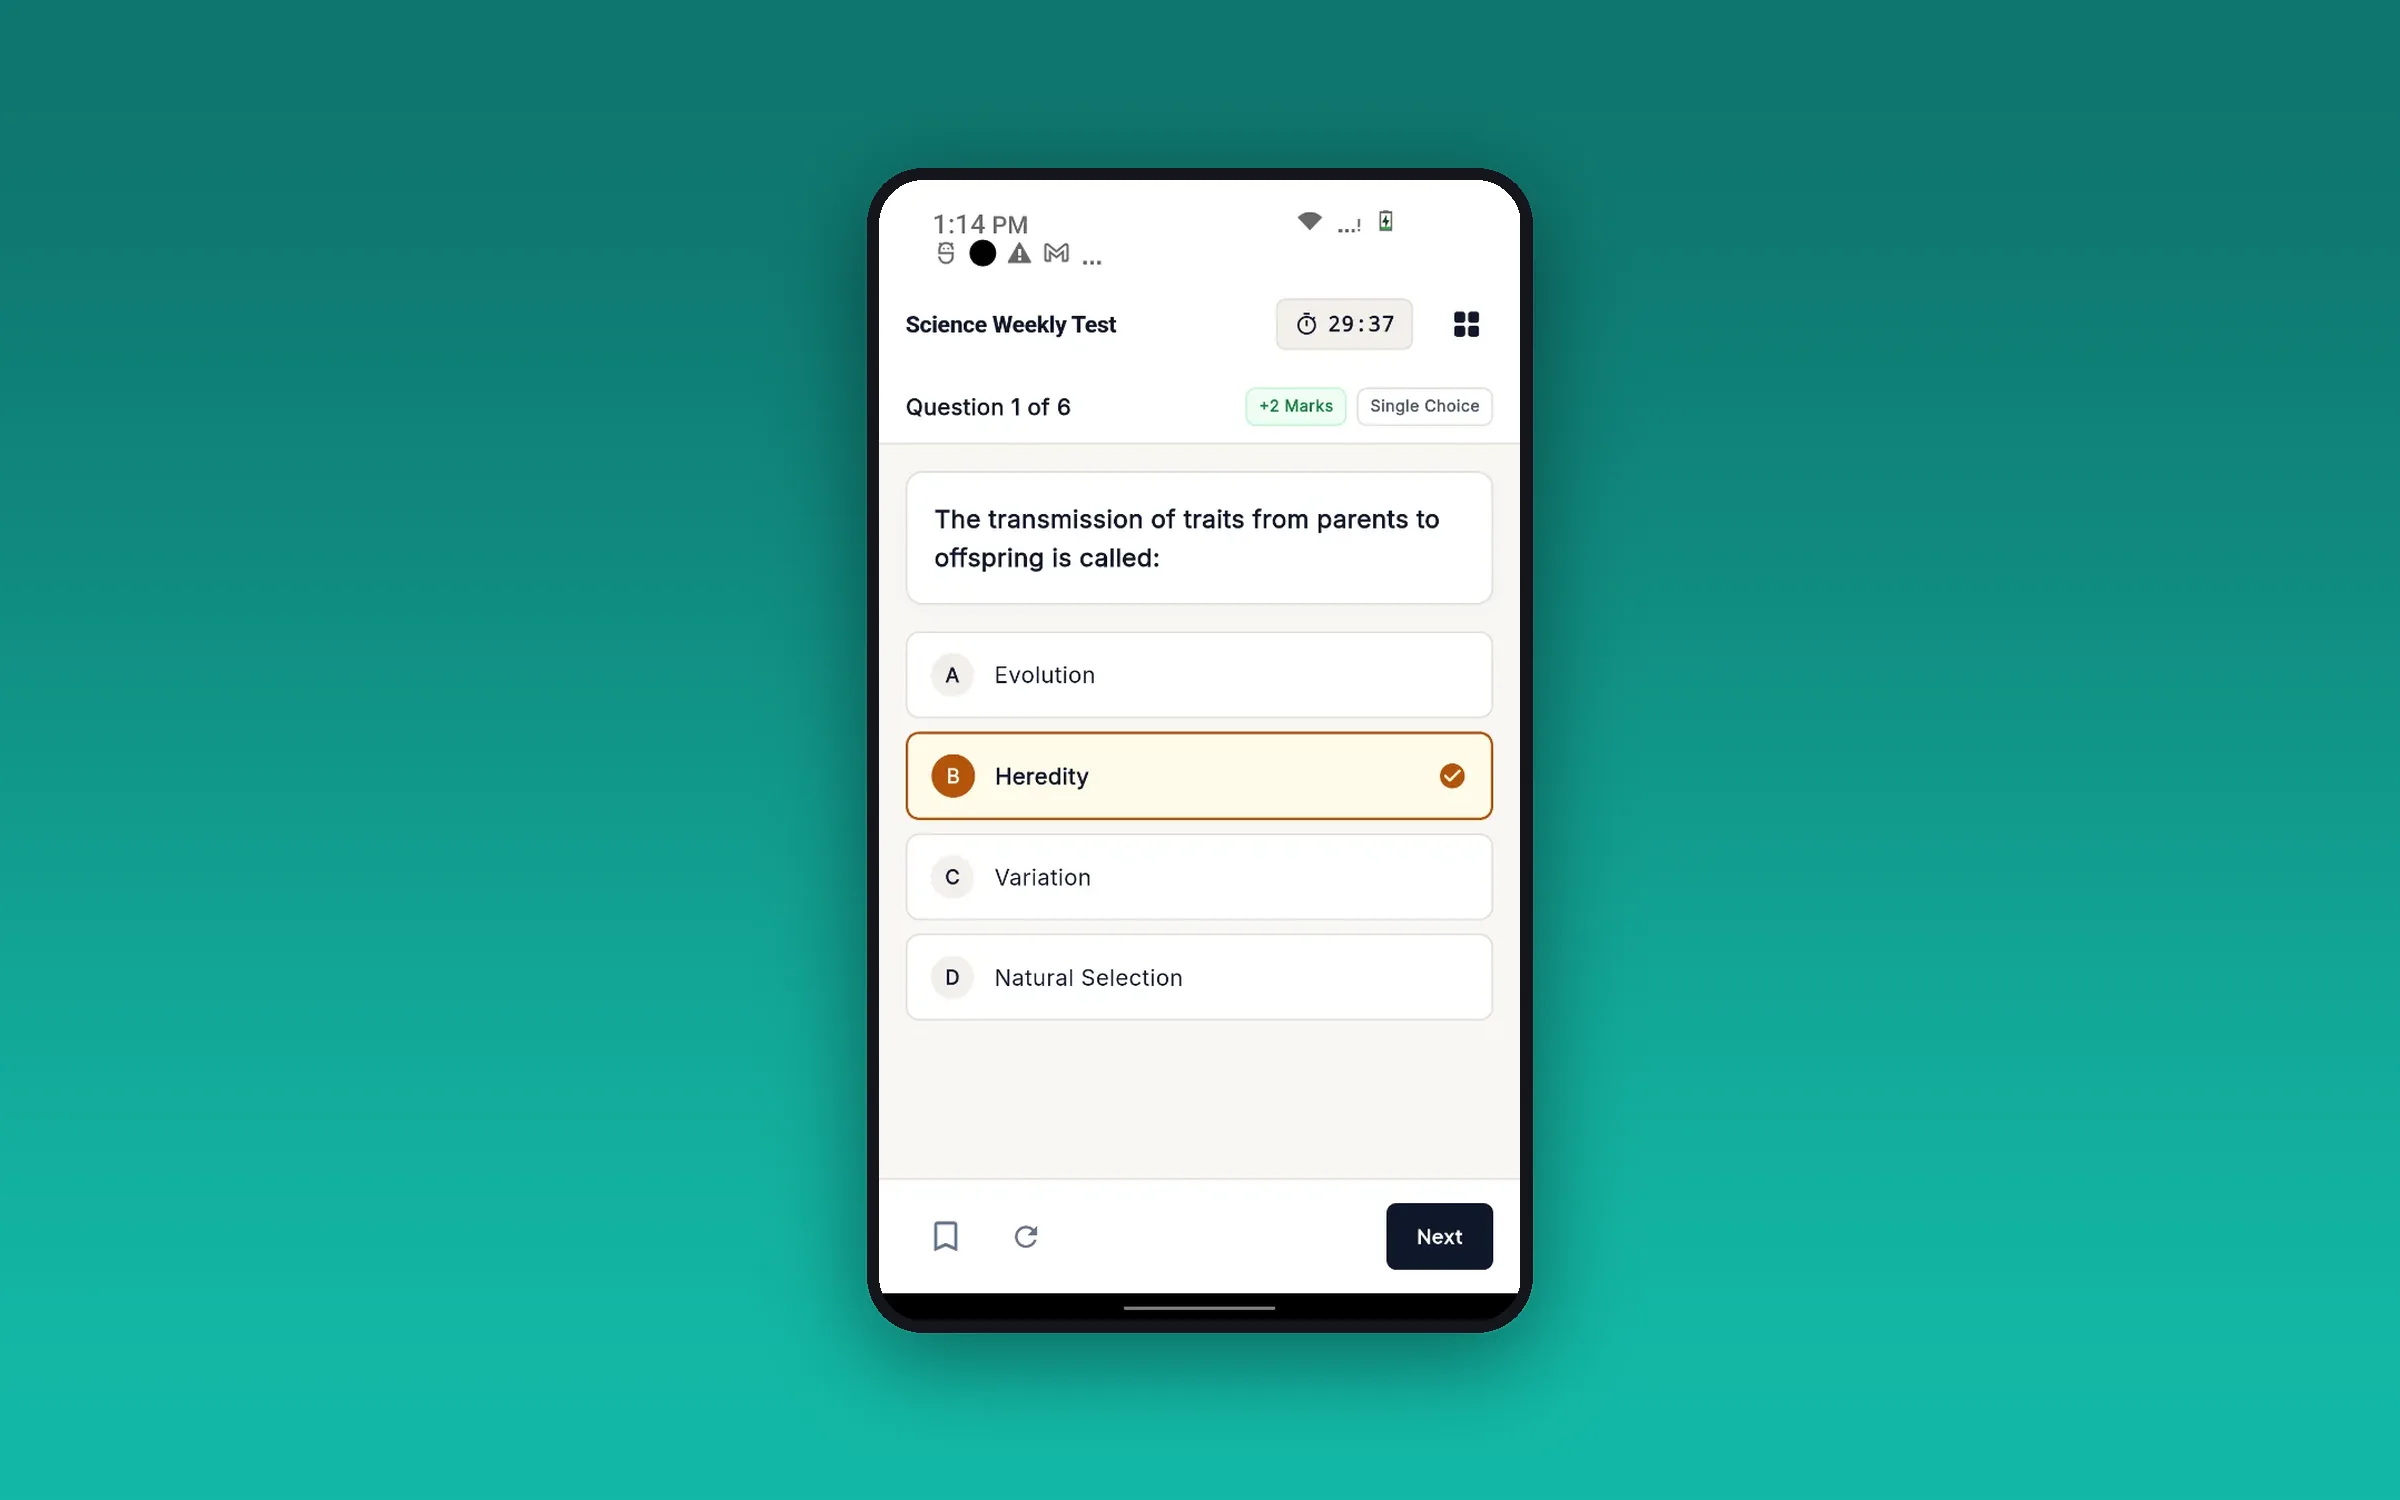 1:14 PM
...
Science Weekly Test
29:37
Question 1 of 6
+2 Marks
Single Choice
The transmission of traits from parents to
offspring is called:
A Evolution
B Heredity
C Variation
D Natural Selection
Next